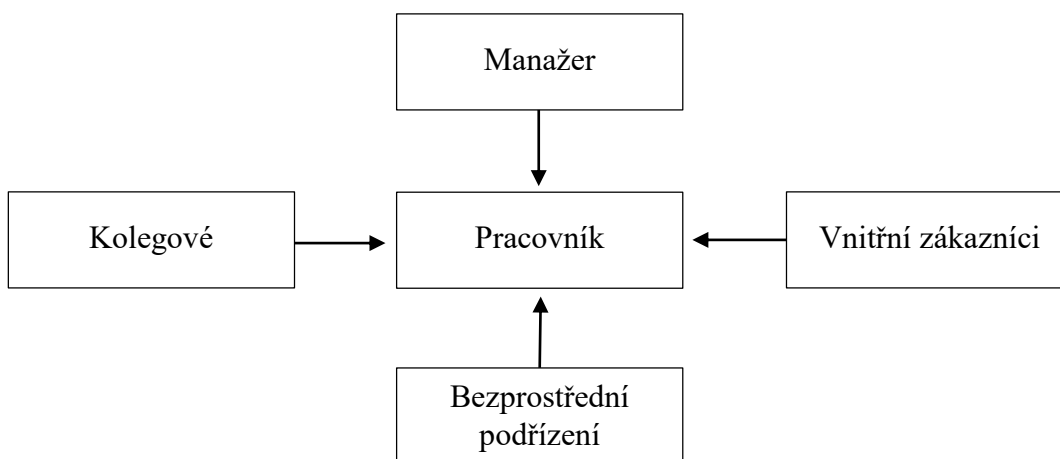 Manažer
Kolegové
Pracovník
Vnitřní zákazníci
Bezprostřední
podřízení